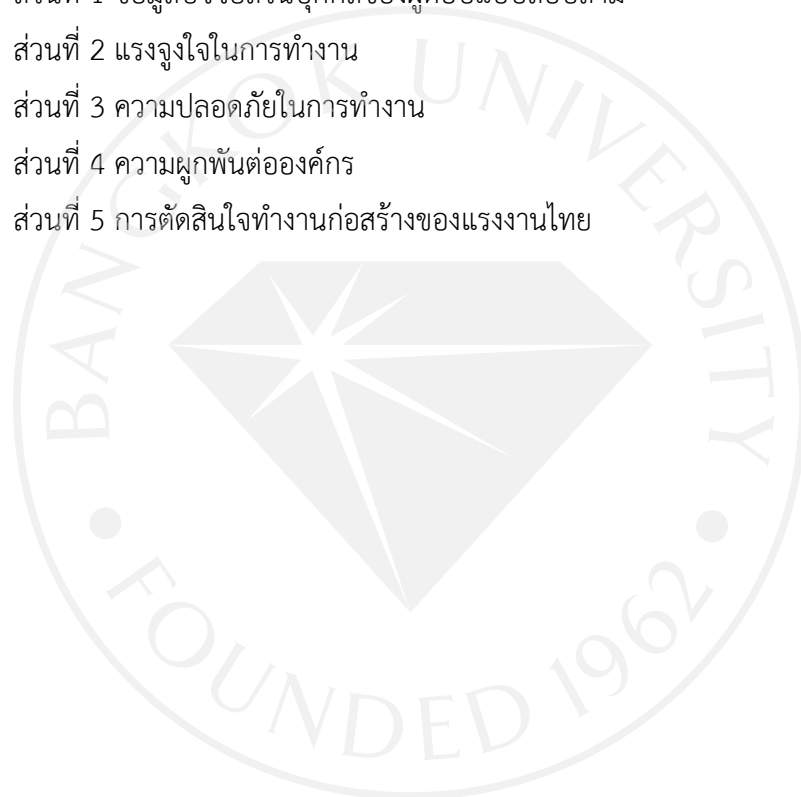 ส่วนที่ 2 แรงจูงใจในการทำงาน
ส่วนที่ 3 ความปลอดภัยในการทำงาน
ส่วนที่ 4 ความผูกพันต่อองค์กร
ส่วนที่ 5 การตัดสินใจทำงานก่อสร้างของแรงงานไทย
BANGKOK UNIVERSITY
FOUNDED 1962